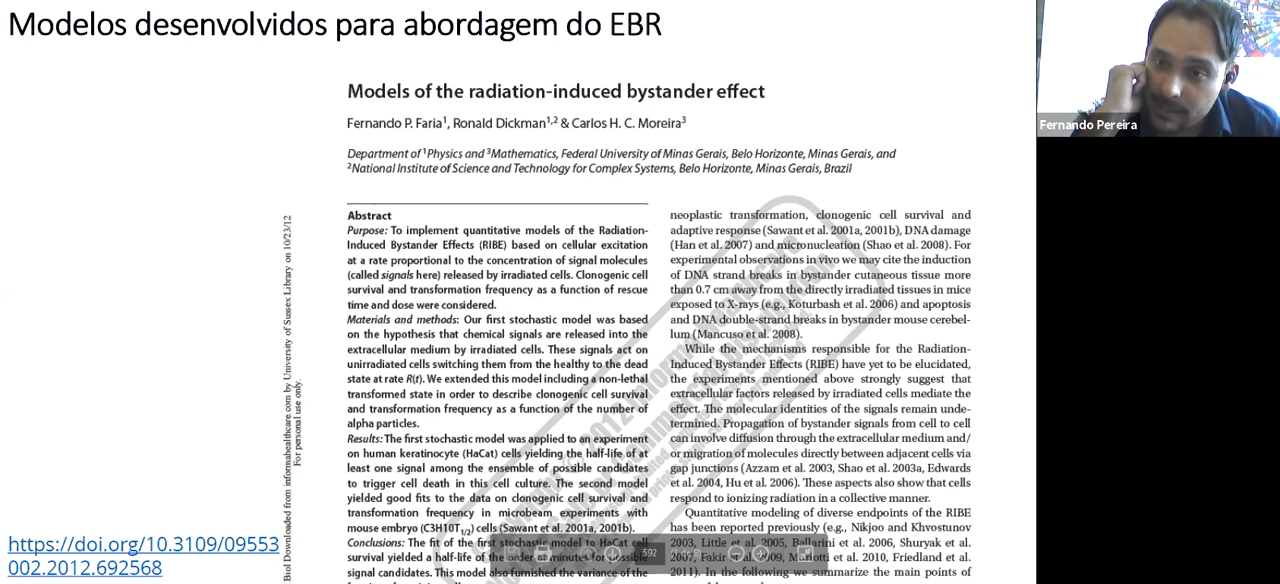 Modelos desenvolvidos para abordagem do EBR
Fernando Pereira
Models of the radiation-induced bystander effect
Fernando P. Faria1, Ronald Dickman1,2 & Carlos H. C. Moreira3
Department of 1Physics and 3Mathematics, Federal University of Minas Gerais, Belo Horizonte, Minas Gerais, and
2National Institute of Science and Technology for Complex Systems, Belo Horizonte, Minas Gerais, Brazil
Abstract
Purpose: To implement quantitative models of the Radiation-
Induced Bystander Effects (RIBE) based on cellular excitation
at a rate proportional to the concentration of signal molecules
(called signals here) released by irradiated cells. Clonogenic cell
survival and transformation frequency as a function of rescue
time and dose were considered.
Materials and methods: Our first stochastic model was based
on the hypothesis that chemical signals are released into the
extracellular medium by irradiated cells. These signals act on
unirradiated cells switching them from the healthy to the dead
state at rate R(t). We extended this model including a non-lethal
transformed state in order to describe clonogenic cell survival
and transformation frequency as a function of the number of
alpha particles.
Results: The first stochastic model was applied to an experiment
on human keratinocyte (HaCat) cells yielding the half-life of at
least one signal among the ensemble of possible candidates
to trigger cell death in this cell culture. The second model
yielded good fits to the data on clonogenic cell survival and
transformation frequency in microbeam experiments with
mouse embryo (C3H10T1/2) cells (Sawant et al. 2001a, 2001b).
Conclusions: The fit of the first stochastic model to HaCat cell
survival yielded a half-life of the order of minutes for possible
signal candidates. This model also furnished the variance of the
neoplastic transformation, clonogenic cell survival and
adaptive response (Sawant et al. 2001a, 2001b), DNA damage
(Han et al. 2007) and micronucleation (Shao et al. 2008). For
experimental observations in vivo we may cite the induction
of DNA strand breaks in bystander cutaneous tissue more
than 0.7 cm away from the directly irradiated tissues in mice
exposed to X-rays (e.g., Koturbash et al. 2006) and apoptosis
and DNA double-strand breaks in bystander mouse cerebel-
lum (Mancuso et al. 2008).
While the mechanisms responsible for the Radiation-
Induced Bystander Effects (RIBE) have yet to be elucidated,
the experiments mentioned above strongly suggest that
extracellular factors released by irradiated cells mediate the
effect. The molecular identities of the signals remain unde-
termined. Propagation of bystander signals from cell to cell
can involve diffusion through the extracellular medium and/
or migration of molecules directly between adjacent cells via
gap junctions (Azzam et al. 2003, Shao et al. 2003a, Edwards
et al. 2004, Hu et al. 2006). These aspects also show that cells
respond to ionizing radiation in a collective manner.
Quantitative modeling of diverse endpoints of the RIBE
has been reported previously (e.g., Nikjoo and Khvostunov
2003, Little et al. 2005, Ballarini et al. 2006, Shuryak et al.
2007, Fakir et al. 2009, Mariotti et al. 2010, Friedland et al.
2011). In the following we summarize the main points of
592
Biol Downloaded from informahealthcare.com by University of Sussex Library on 10/23/12
For personal use only.
https://doi.org/10.3109/09553
002.2012.692568